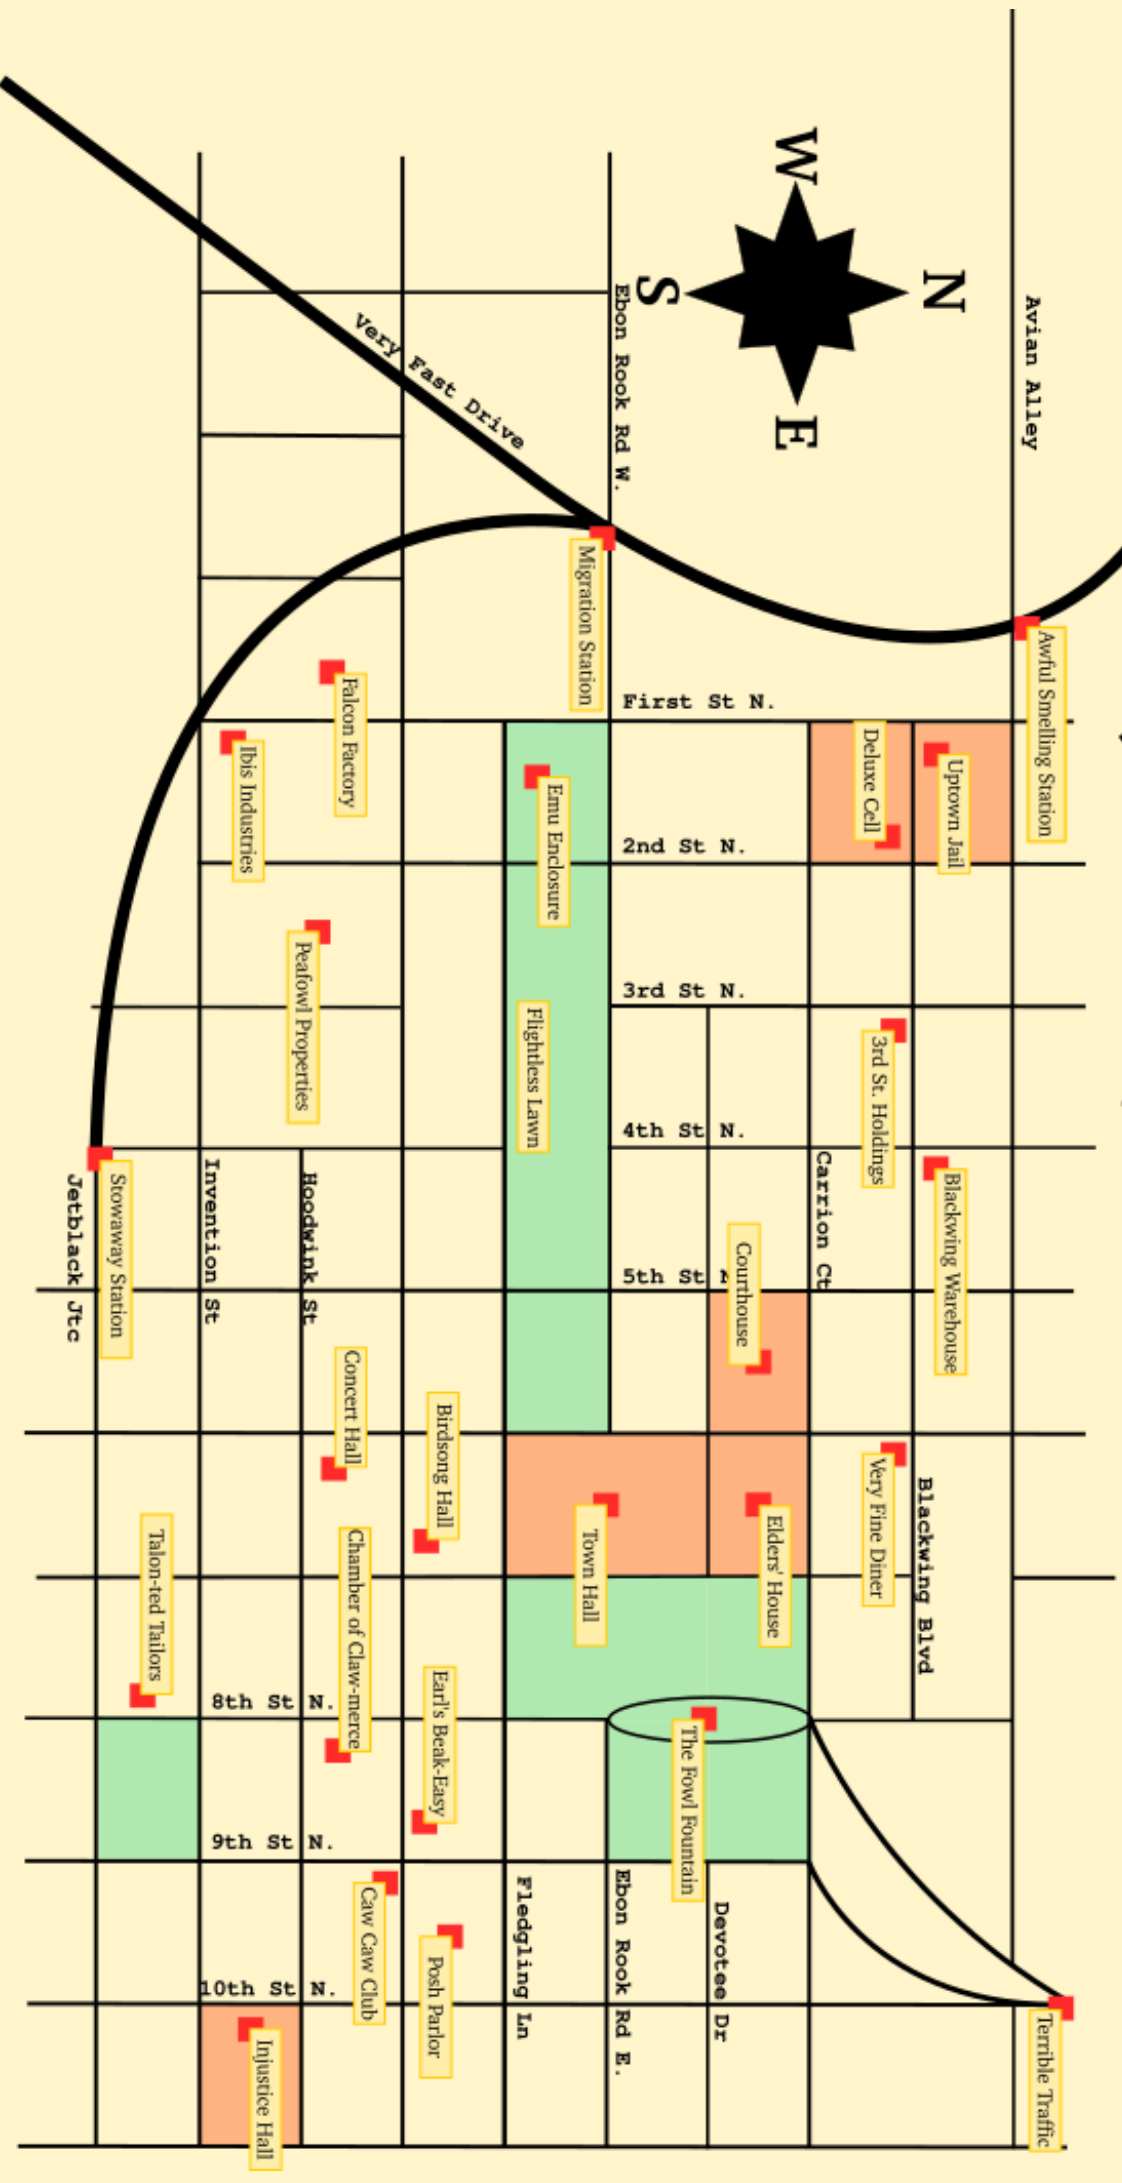 W
N
S
E
Avian Alley
Ebon Rook Rd W.
Very Fast Drive
Migration Station
Awful Smelling Station
First St N.
Falcon Factory
Ibis Industries
Emu Enclosure
Deluxe Cell
Uptown Jail
2nd St N.
Peafowl Properties
3rd St N.
Flightless Lawn
3rd St. Holdings
4th St N.
Carrion Ct
Blackwing Warehouse
Stowaway Station
Jetblack Jtc
Invention St
Hoodwink St
5th St
Courthouse
Concert Hall
Birdsong Hall
Very Fine Diner
Blackwing Blvd
Town Hall
Elders' House
Talon-ted Tailors
Chamber of Claw-merce
Earl's Beak-Easy
8th St N.
The Fowl Fountain
9th St N.
Caw Caw Club
Posh Parlor
Fledgling Ln
Ebon Rook Rd E.
Devotee Dr
10th St N.
Injustice Hall
Terrible Traffic